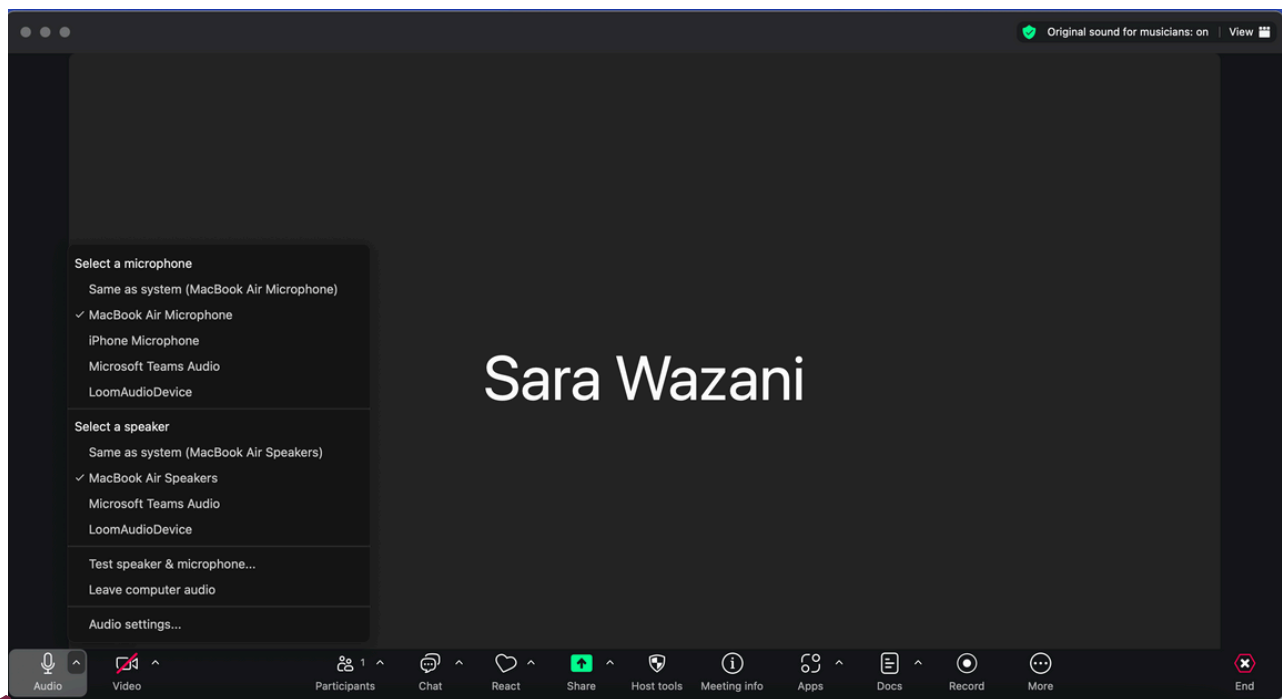 Original sound for musicians: on View
Select a microphone
Same as system (MacBook Air Microphone)
MacBook Air Microphone
iPhone Microphone
Microsoft Teams Audio
LoomAudioDevice
Select a speaker
Same as system (MacBook Air Speakers)
MacBook Air Speakers
Microsoft Teams Audio
LoomAudioDevice
Test speaker & microphone...
Leave computer audio
Audio settings...
Sara Wazani
1
Audio Video Participants Chat React Share Host tools Meeting info Apps Docs Record More End